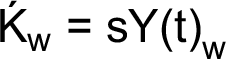 Ḱw = sY(t)w